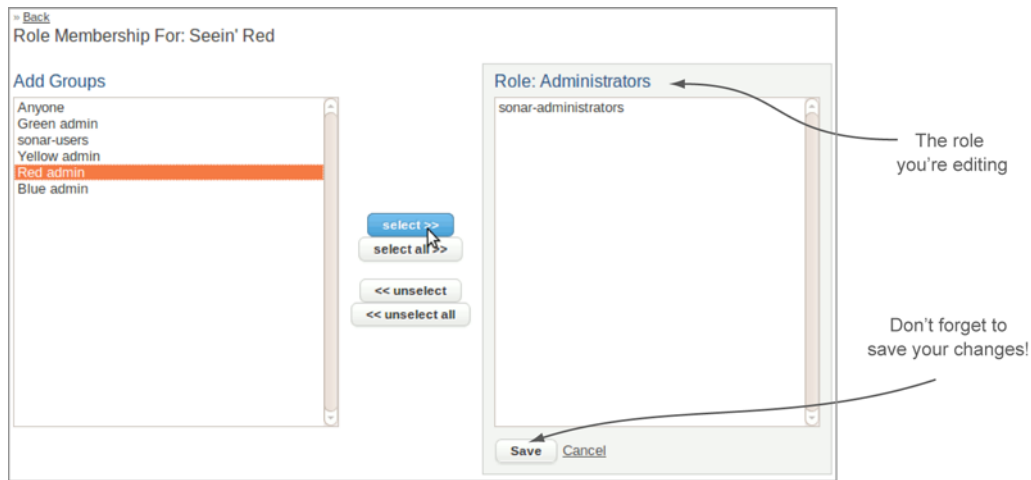 » Back
Role Membership For: Seein' Red
Add Groups
Anyone
Green admin
sonar-users
Yellow admin
Red admin
Blue admin
select >>
select all >>
<< unselect
<< unselect all
Role: Administrators
sonar-administrators
Save Cancel
The role
you're editing
Don't forget to
save your changes!